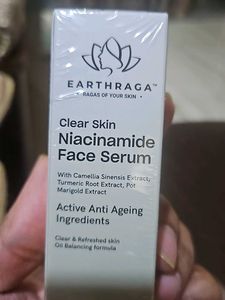 EARTHRAGA™
RAGAS OF YOUR SKIN
Clear Skin
Niacinamide
Face Serum
With Camellia Sinensis Extract,
Turmeric Root Extract, Pot
Marigold Extract
Active Anti Ageing
Ingredients
Clear & Refreshed skin
Oil Balancing formula